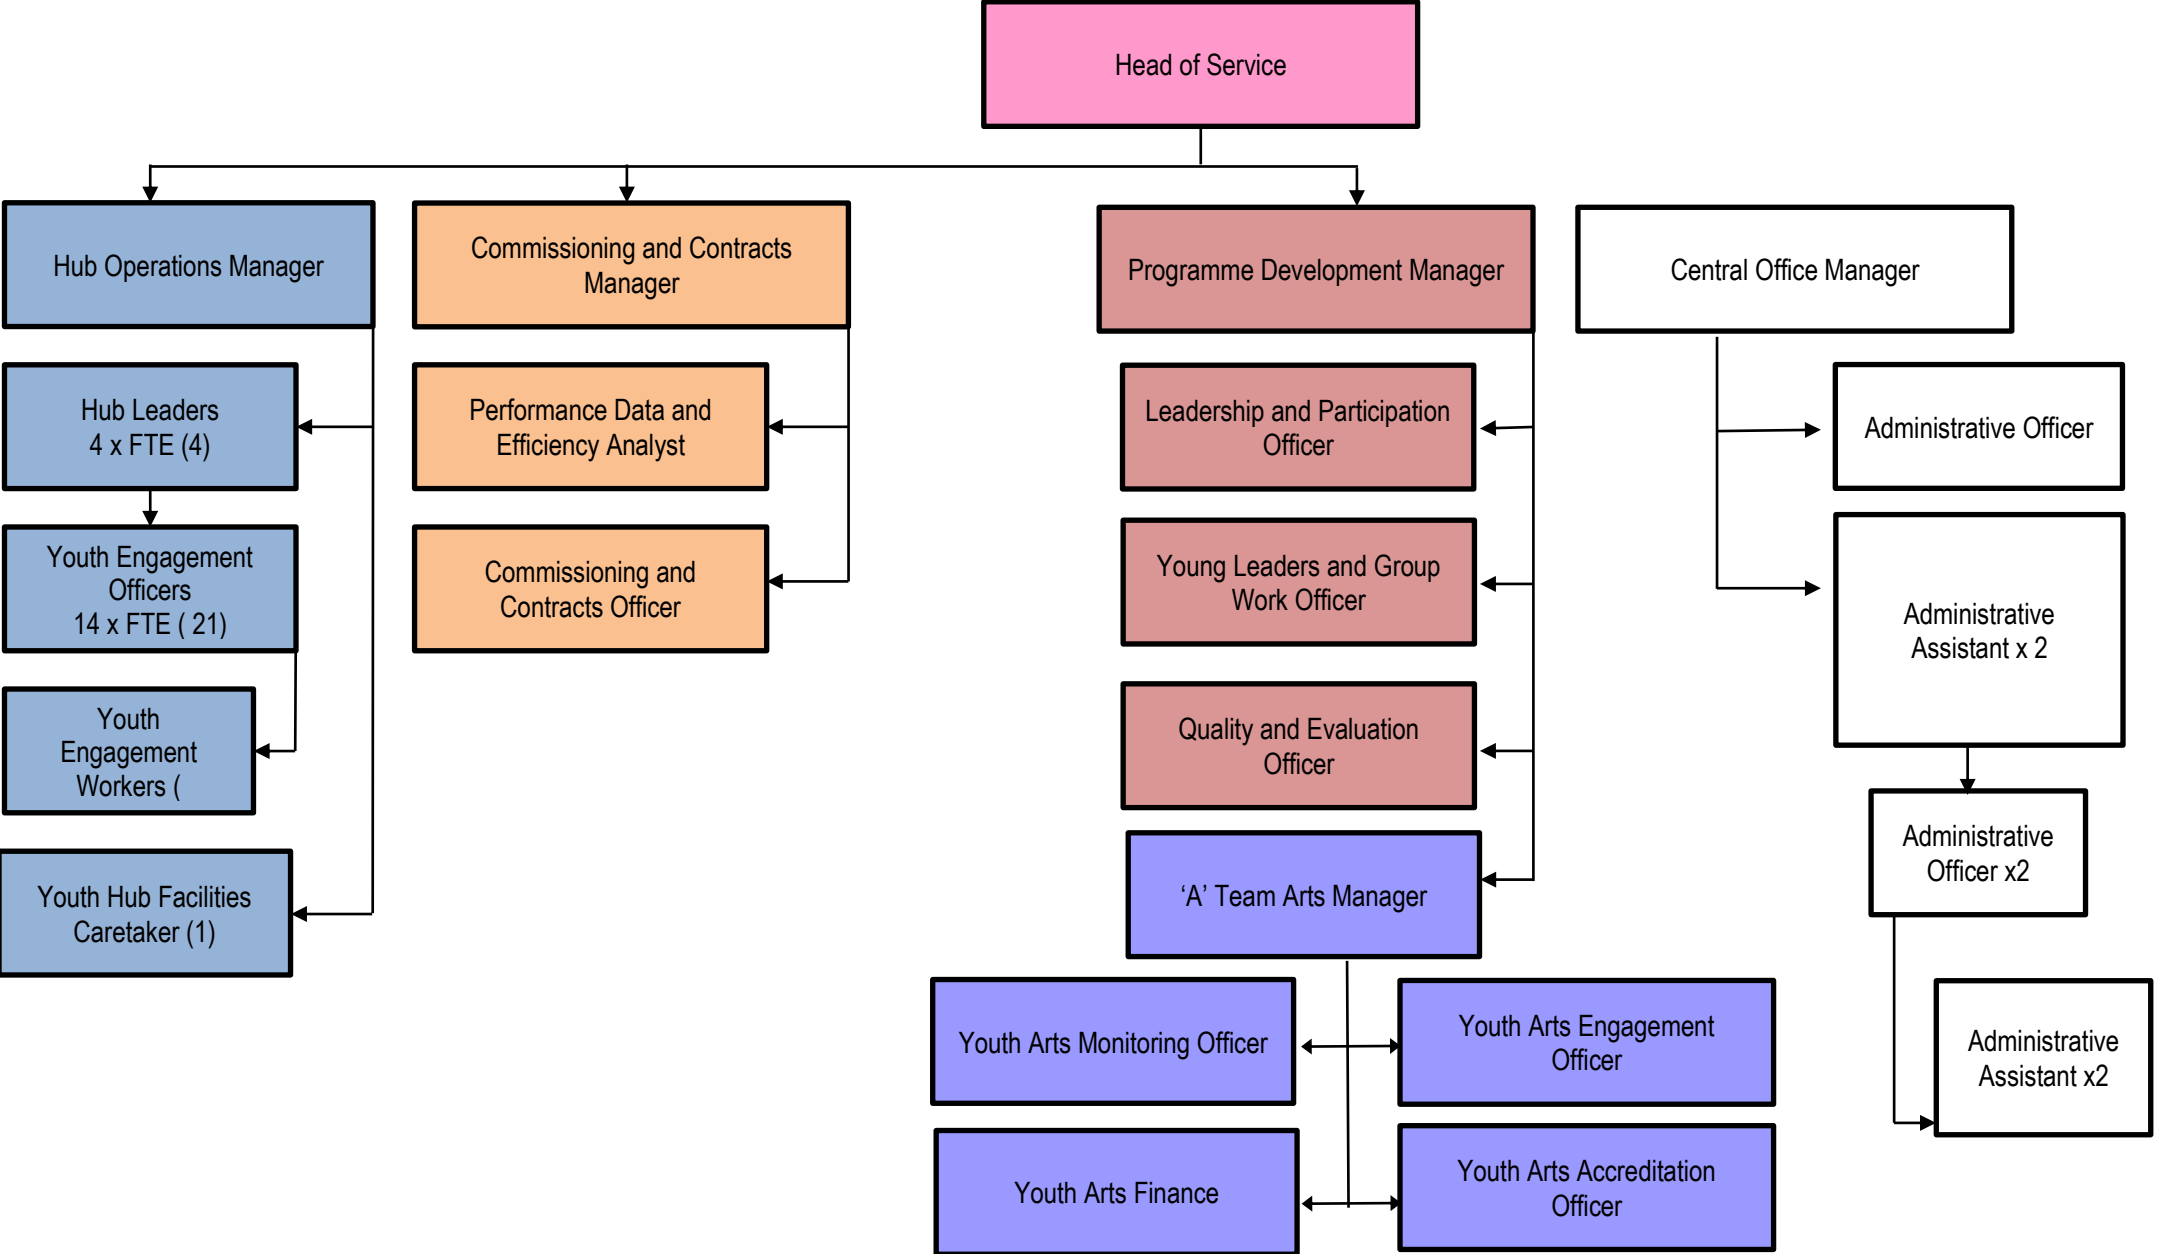 Head of Service
Hub Operations Manager
Commissioning and Contracts
Manager
Programme Development Manager
Central Office Manager
Hub Leaders
4 x FTE (4)
Performance Data and
Efficiency Analyst
Leadership and Participation
Officer
Administrative Officer
Youth Engagement
Officers
14 x FTE ( 21)
Commissioning and
Contracts Officer
Young Leaders and Group
Work Officer
Administrative
Assistant x 2
Youth
Engagement
Workers (
Quality and Evaluation
Officer
Administrative
Officer x2
Youth Hub Facilities
Caretaker (1)
‘A’ Team Arts Manager
Youth Arts Monitoring Officer
Youth Arts Engagement
Officer
Administrative
Assistant x2
Youth Arts Finance
Youth Arts Accreditation
Officer